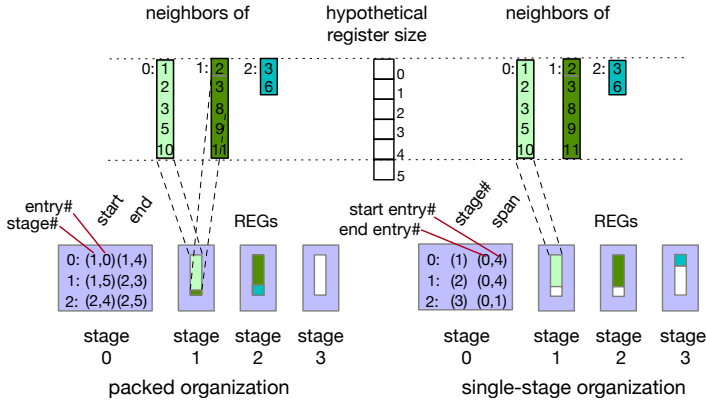 neighbors of
hypothetical
register size
neighbors of
0: 1 2 3 5 10
1: 2 3 8 9 11
2: 3 6
0
1
2
3
4
5
0: 1 2 3 5 10
1: 2 3 8 9 11
2: 3 6
entry#
stage#
start
end
REGs
start entry#
end entry#
stage#
span
REGs
0: (1,0)(1,4)
1: (1,5)(2,3)
2: (2,4)(2,5)
0: (1) (0,4)
1: (2) (0,4)
2: (3) (0,1)
stage
0
stage
1
stage
2
stage
3
stage
0
stage
1
stage
2
stage
3
packed organization
single-stage organization